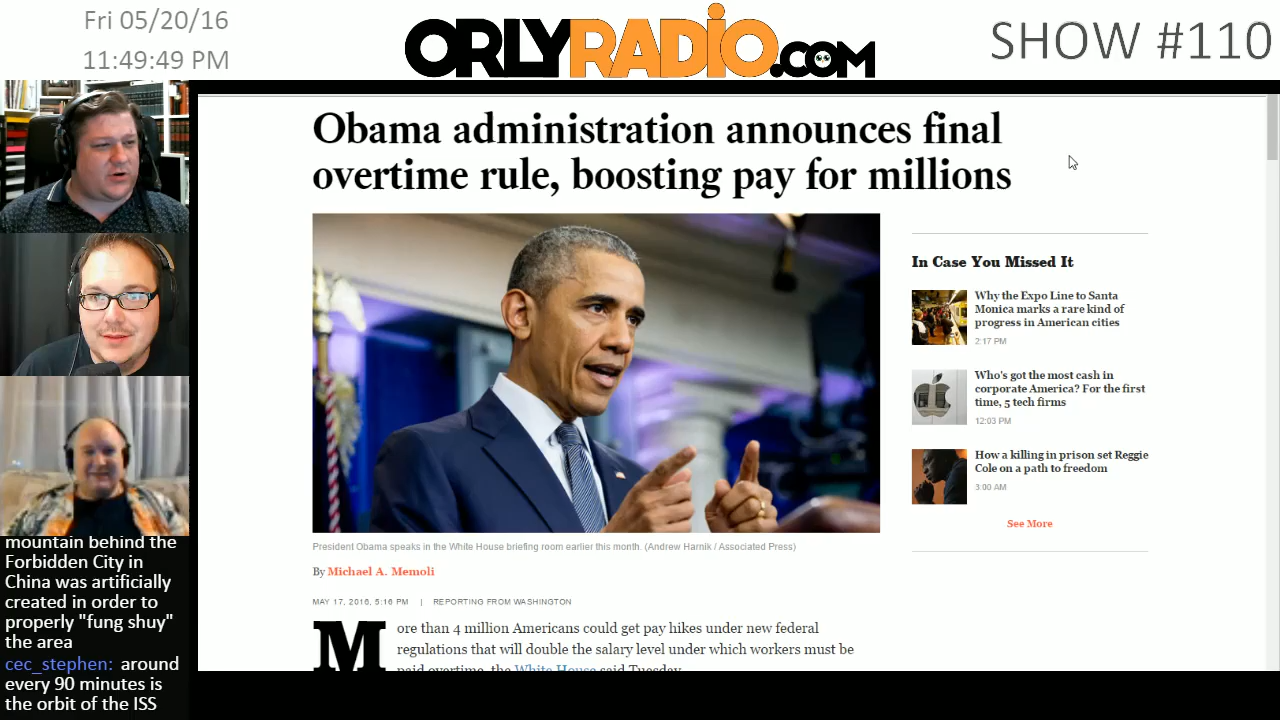 Fri 05/20/16
11:49:49 PM
ORLYRADIO.COM
SHOW #110
Obama administration announces final
overtime rule, boosting pay for millions
President Obama speaks in the White House briefing room earlier this month. (Andrew Harnik / Associated Press)
By Michael A. Memoli
MAY 17, 2016, 5:16 PM | REPORTING FROM WASHINGTON
More than 4 million Americans could get pay hikes under new federal
regulations that will double the salary level under which workers must be
paid overtime, the White House said Tuesday.
In Case You Missed It
Why the Expo Line to Santa
Monica marks a rare kind of
progress in American cities
2:17 PM
Who's got the most cash in
corporate America? For the first
time, 5 tech firms
12:03 PM
How a killing in prison set Reggie
Cole on a path to freedom
3:00 AM
See More
mountain behind the
Forbidden City in
China was artificially
created in order to
properly "fung shuy"
the area
cec_stephen: around
every 90 minutes is
the orbit of the ISS